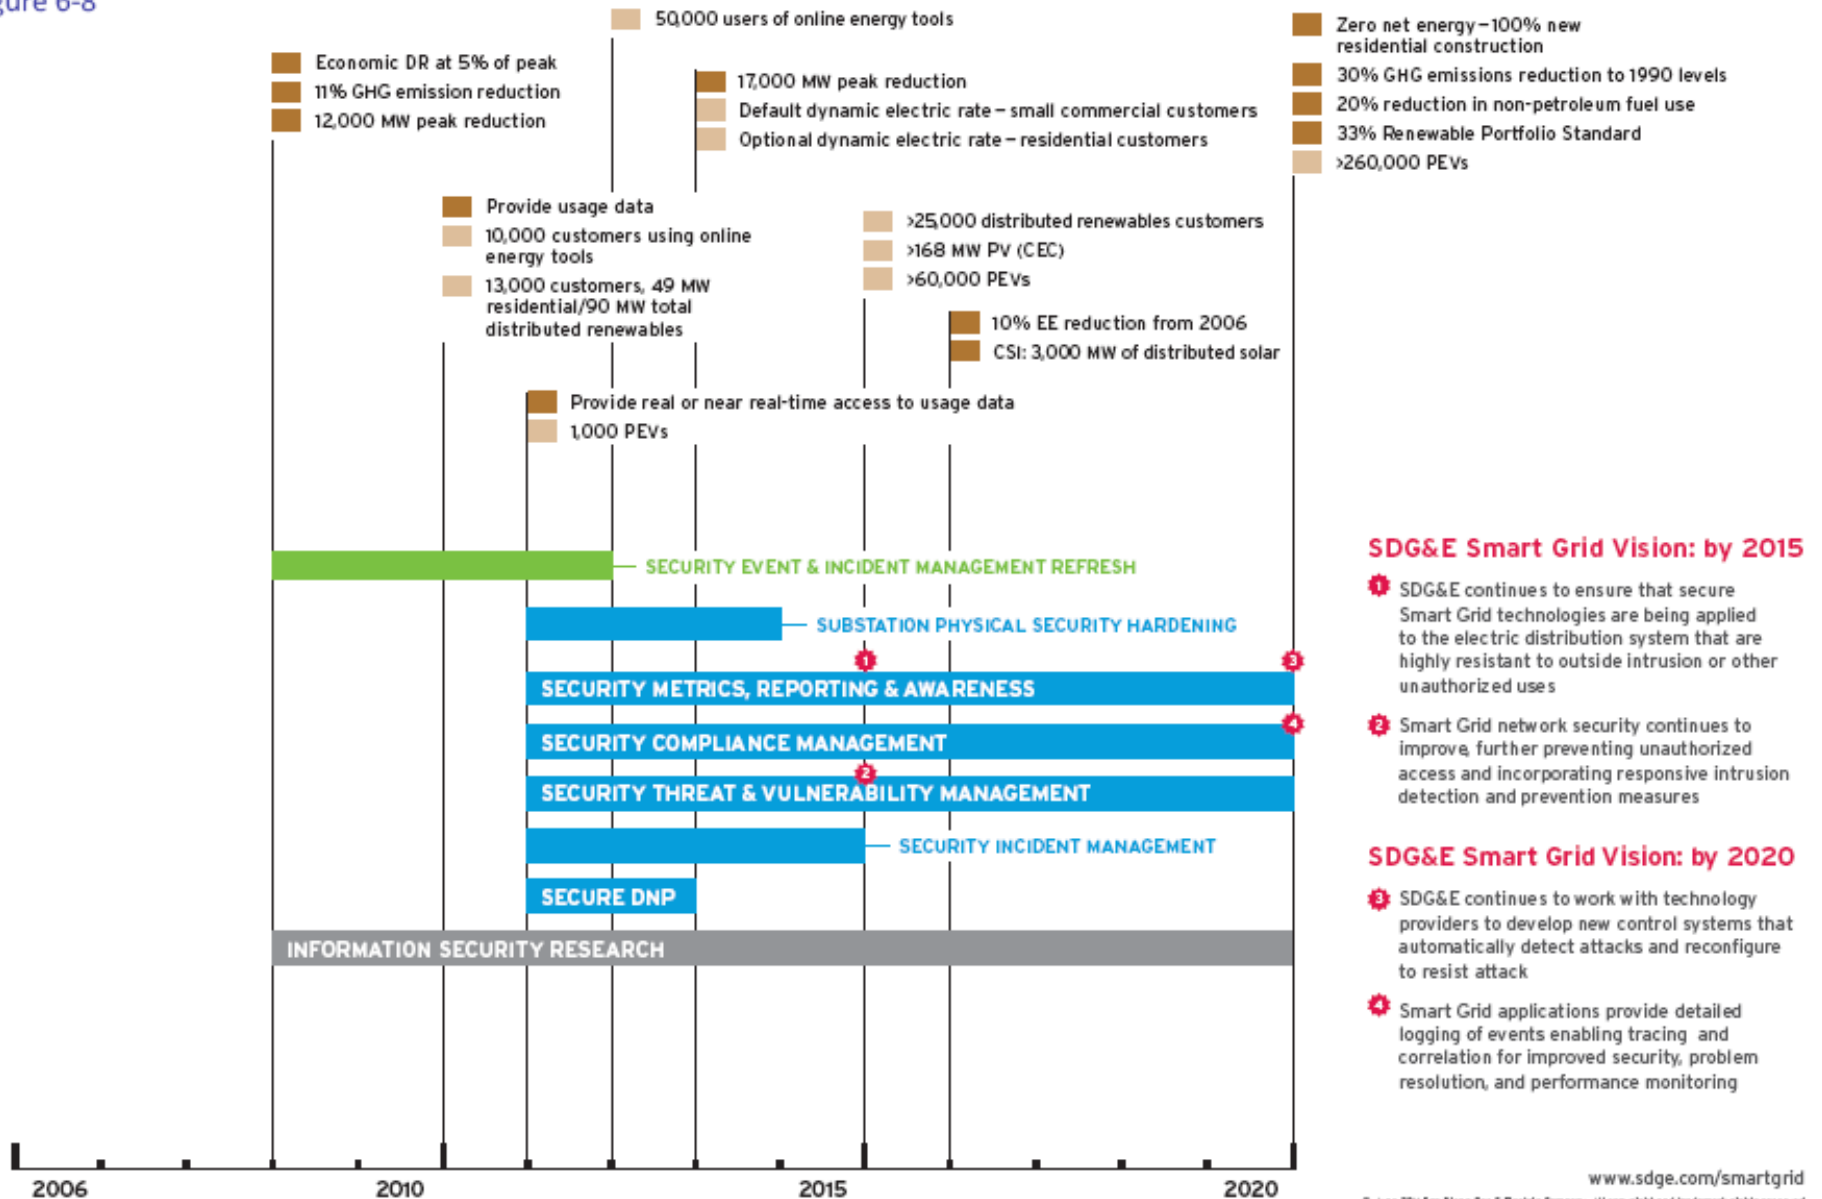 gure 6-8
50,000 users of online energy tools
Economic DR at 5% of peak
11% GHG emission reduction
12,000 MW peak reduction
17,000 MW peak reduction
Default dynamic electric rate – small commercial customers
Optional dynamic electric rate – residential customers
Zero net energy – 100% new
residential construction
30% GHG emissions reduction to 1990 levels
20% reduction in non-petroleum fuel use
33% Renewable Portfolio Standard
>260,000 PEVs
Provide usage data
10,000 customers using online
energy tools
13,000 customers, 49 MW
residential/90 MW total
distributed renewables
>25,000 distributed renewables customers
>168 MW PV (CEC)
>60,000 PEVs
10% EE reduction from 2006
CSI: 3,000 MW of distributed solar
Provide real or near real-time access to usage data
1,000 PEVs
SECURITY EVENT & INCIDENT MANAGEMENT REFRESH
SUBSTATION PHYSICAL SECURITY HARDENING
1
3
SECURITY METRICS, REPORTING & AWARENESS
4
SECURITY COMPLIANCE MANAGEMENT
2
SECURITY THREAT & VULNERABILITY MANAGEMENT
SECURITY INCIDENT MANAGEMENT
SECURE DNP
INFORMATION SECURITY RESEARCH
SDG&E Smart Grid Vision: by 2015
1 SDG&E continues to ensure that secure
Smart Grid technologies are being applied
to the electric distribution system that are
highly resistant to outside intrusion or other
unauthorized uses
2 Smart Grid network security continues to
improve, further preventing unauthorized
access and incorporating responsive intrusion
detection and prevention measures
SDG&E Smart Grid Vision: by 2020
3 SDG&E continues to work with technology
providers to develop new control systems that
automatically detect attacks and reconfigure
to resist attack
4 Smart Grid applications provide detailed
logging of events enabling tracing and
correlation for improved security, problem
resolution, and performance monitoring
2006
2010
2015
2020
www.sdge.com/smartgrid